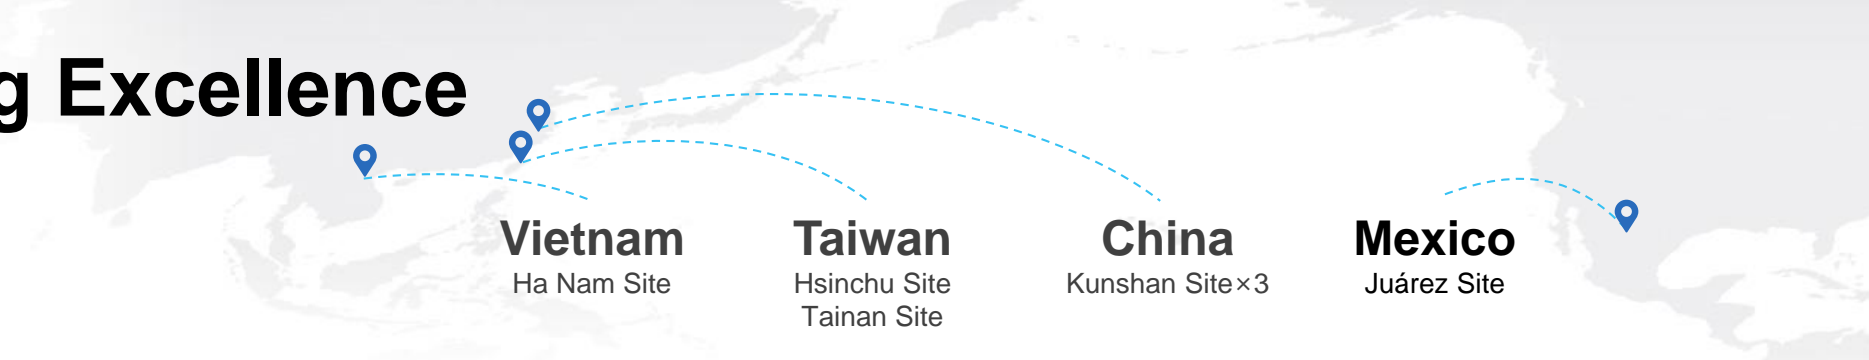 g Excellence
Vietnam
Ha Nam Site
Taiwan
Hsinchu Site
Tainan Site
China
Kunshan Site×3
Mexico
Juárez Site